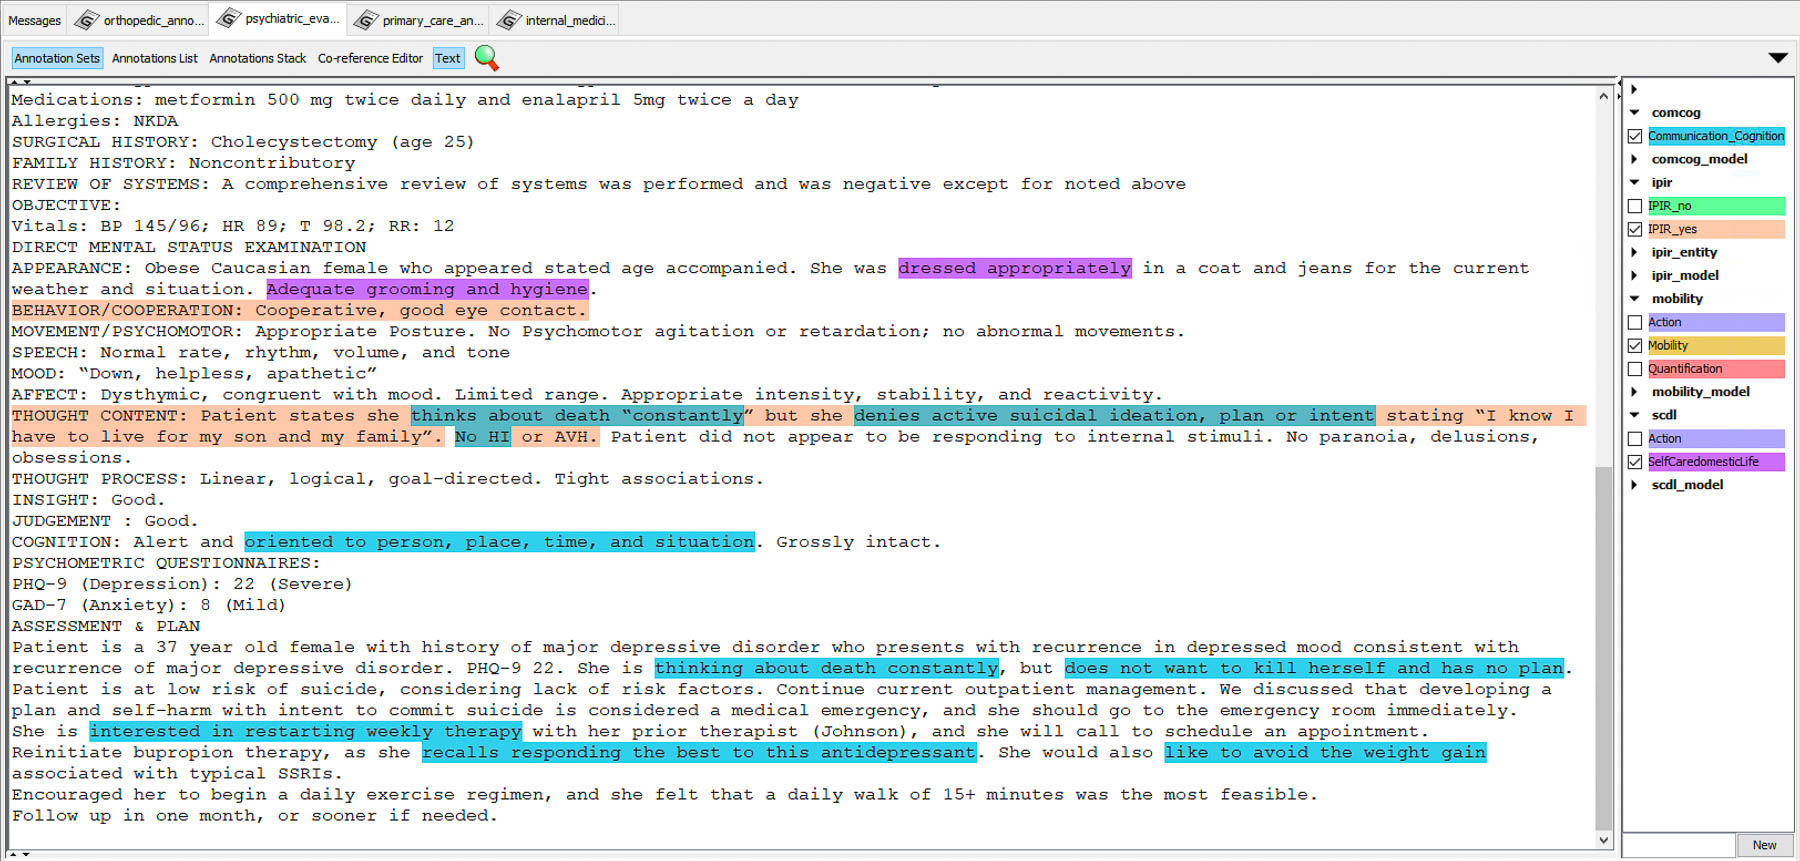 Messages orthopedic_anno... psychiatric_eva... primary_care_an... internal_medici...
Annotation Sets Annotations List Annotations Stack Co-reference Editor Text
Medications: metformin 500 mg twice daily and enalapril 5mg twice a day
Allergies: NKDA
SURGICAL HISTORY: Cholecystectomy (age 25)
FAMILY HISTORY: Noncontributory
REVIEW OF SYSTEMS: A comprehensive review of systems was performed and was negative except for noted above
OBJECTIVE:
Vitals: BP 145/96; HR 89; T 98.2; RR: 12
DIRECT MENTAL STATUS EXAMINATION
APPEARANCE: Obese Caucasian female who appeared stated age accompanied. She was dressed appropriately in a coat and jeans for the current
weather and situation. Adequate grooming and hygiene.
BEHAVIOR/COOPERATION: Cooperative, good eye contact.
MOVEMENT/PSYCHOMOTOR: Appropriate Posture. No Psychomotor agitation or retardation; no abnormal movements.
SPEECH: Normal rate, rhythm, volume, and tone
MOOD: “Down, helpless, apathetic”
AFFECT: Dysthymic, congruent with mood. Limited range. Appropriate intensity, stability, and reactivity.
THOUGHT CONTENT: Patient states she thinks about death “constantly” but she denies active suicidal ideation, plan or intent stating “I know I
have to live for my son and my family”. No HI or AVH. Patient did not appear to be responding to internal stimuli. No paranoia, delusions,
obsessions.
THOUGHT PROCESS: Linear, logical, goal-directed. Tight associations.
INSIGHT: Good.
JUDGEMENT : Good.
COGNITION: Alert and oriented to person, place, time, and situation. Grossly intact.
PSYCHOMETRIC QUESTIONNAIRES:
PHQ-9 (Depression): 22 (Severe)
GAD-7 (Anxiety): 8 (Mild)
ASSESSMENT & PLAN
Patient is a 37 year old female with history of major depressive disorder who presents with recurrence in depressed mood consistent with
recurrence of major depressive disorder. PHQ-9 22. She is thinking about death constantly, but does not want to kill herself and has no plan.
Patient is at low risk of suicide, considering lack of risk factors. Continue current outpatient management. We discussed that developing a
plan and self-harm with intent to commit suicide is considered a medical emergency, and she should go to the emergency room immediately.
She is interested in restarting weekly therapy with her prior therapist (Johnson), and she will call to schedule an appointment.
Reinitiate bupropion therapy, as she recalls responding the best to this antidepressant. She would also like to avoid the weight gain
associated with typical SSRIs.
Encouraged her to begin a daily exercise regimen, and she felt that a daily walk of 15+ minutes was the most feasible.
Follow up in one month, or sooner if needed.
comcog
Communication_Cognition
comcog_model
ipir
IPIR_no
IPIR_yes
ipir_entity
ipir_model
mobility
Action
Mobility
Quantification
mobility_model
scdl
Action
SelfCaredomesticLife
scdl_model
New